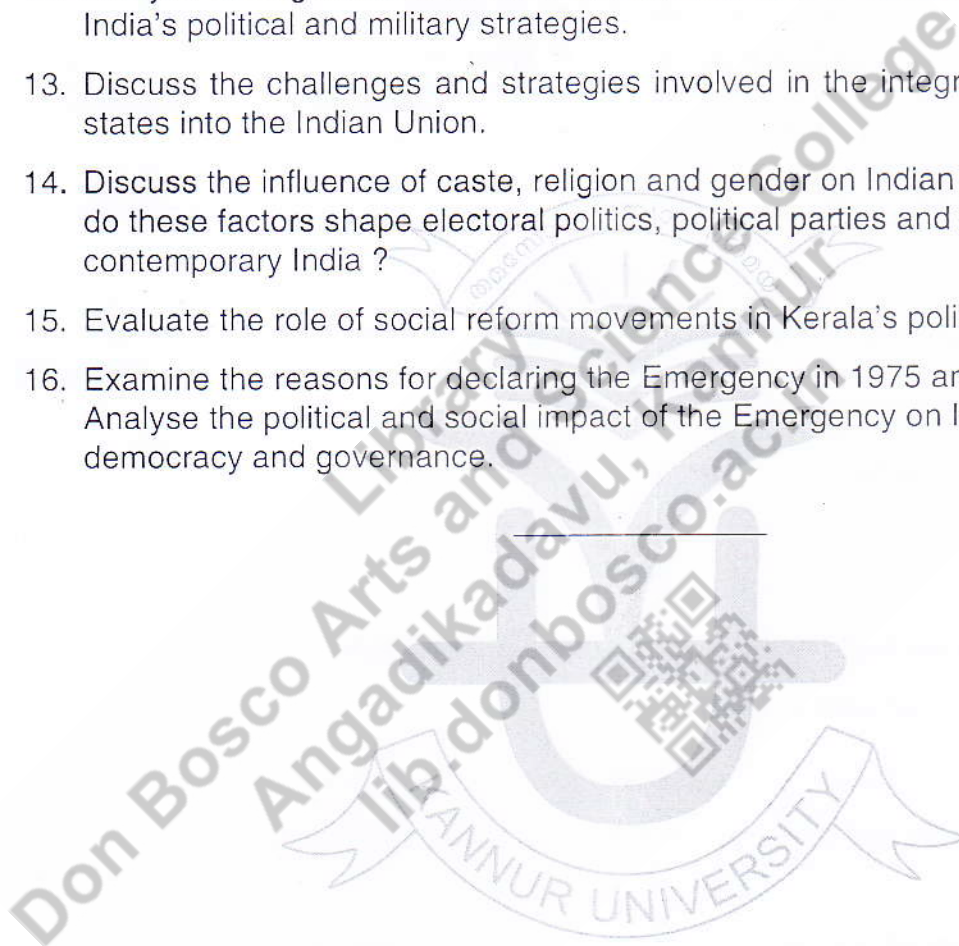 India's political and military strategies.
13. Discuss the challenges and strategies involved in the integr
states into the Indian Union.
14. Discuss the influence of caste, religion and gender on Indian
do these factors shape electoral politics, political parties and
contemporary India ?
15. Evaluate the role of social reform movements in Kerala's poli
16. Examine the reasons for declaring the Emergency in 1975 an
Analyse the political and social impact of the Emergency on I
democracy and governance.
Library
Don Bosco Arts and Science College
Angadikadavu, Kannur
lib.donbosco.ac.in
KANNUR UNIVERSITY